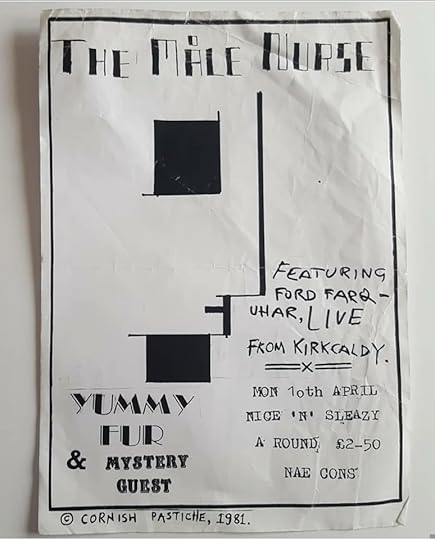 THE MALE NURSE
FEATURING
FORD FARQ-
UHAR, LIVE
FROM KIRKCALDY.
MON 10th APRIL
NICE 'N' SLEAZY
A ROUND, £2-50
NAE CONS
YUMMY
FUR
& MYSTERY
GUEST
© CORNISH PASTICHE, 1981.